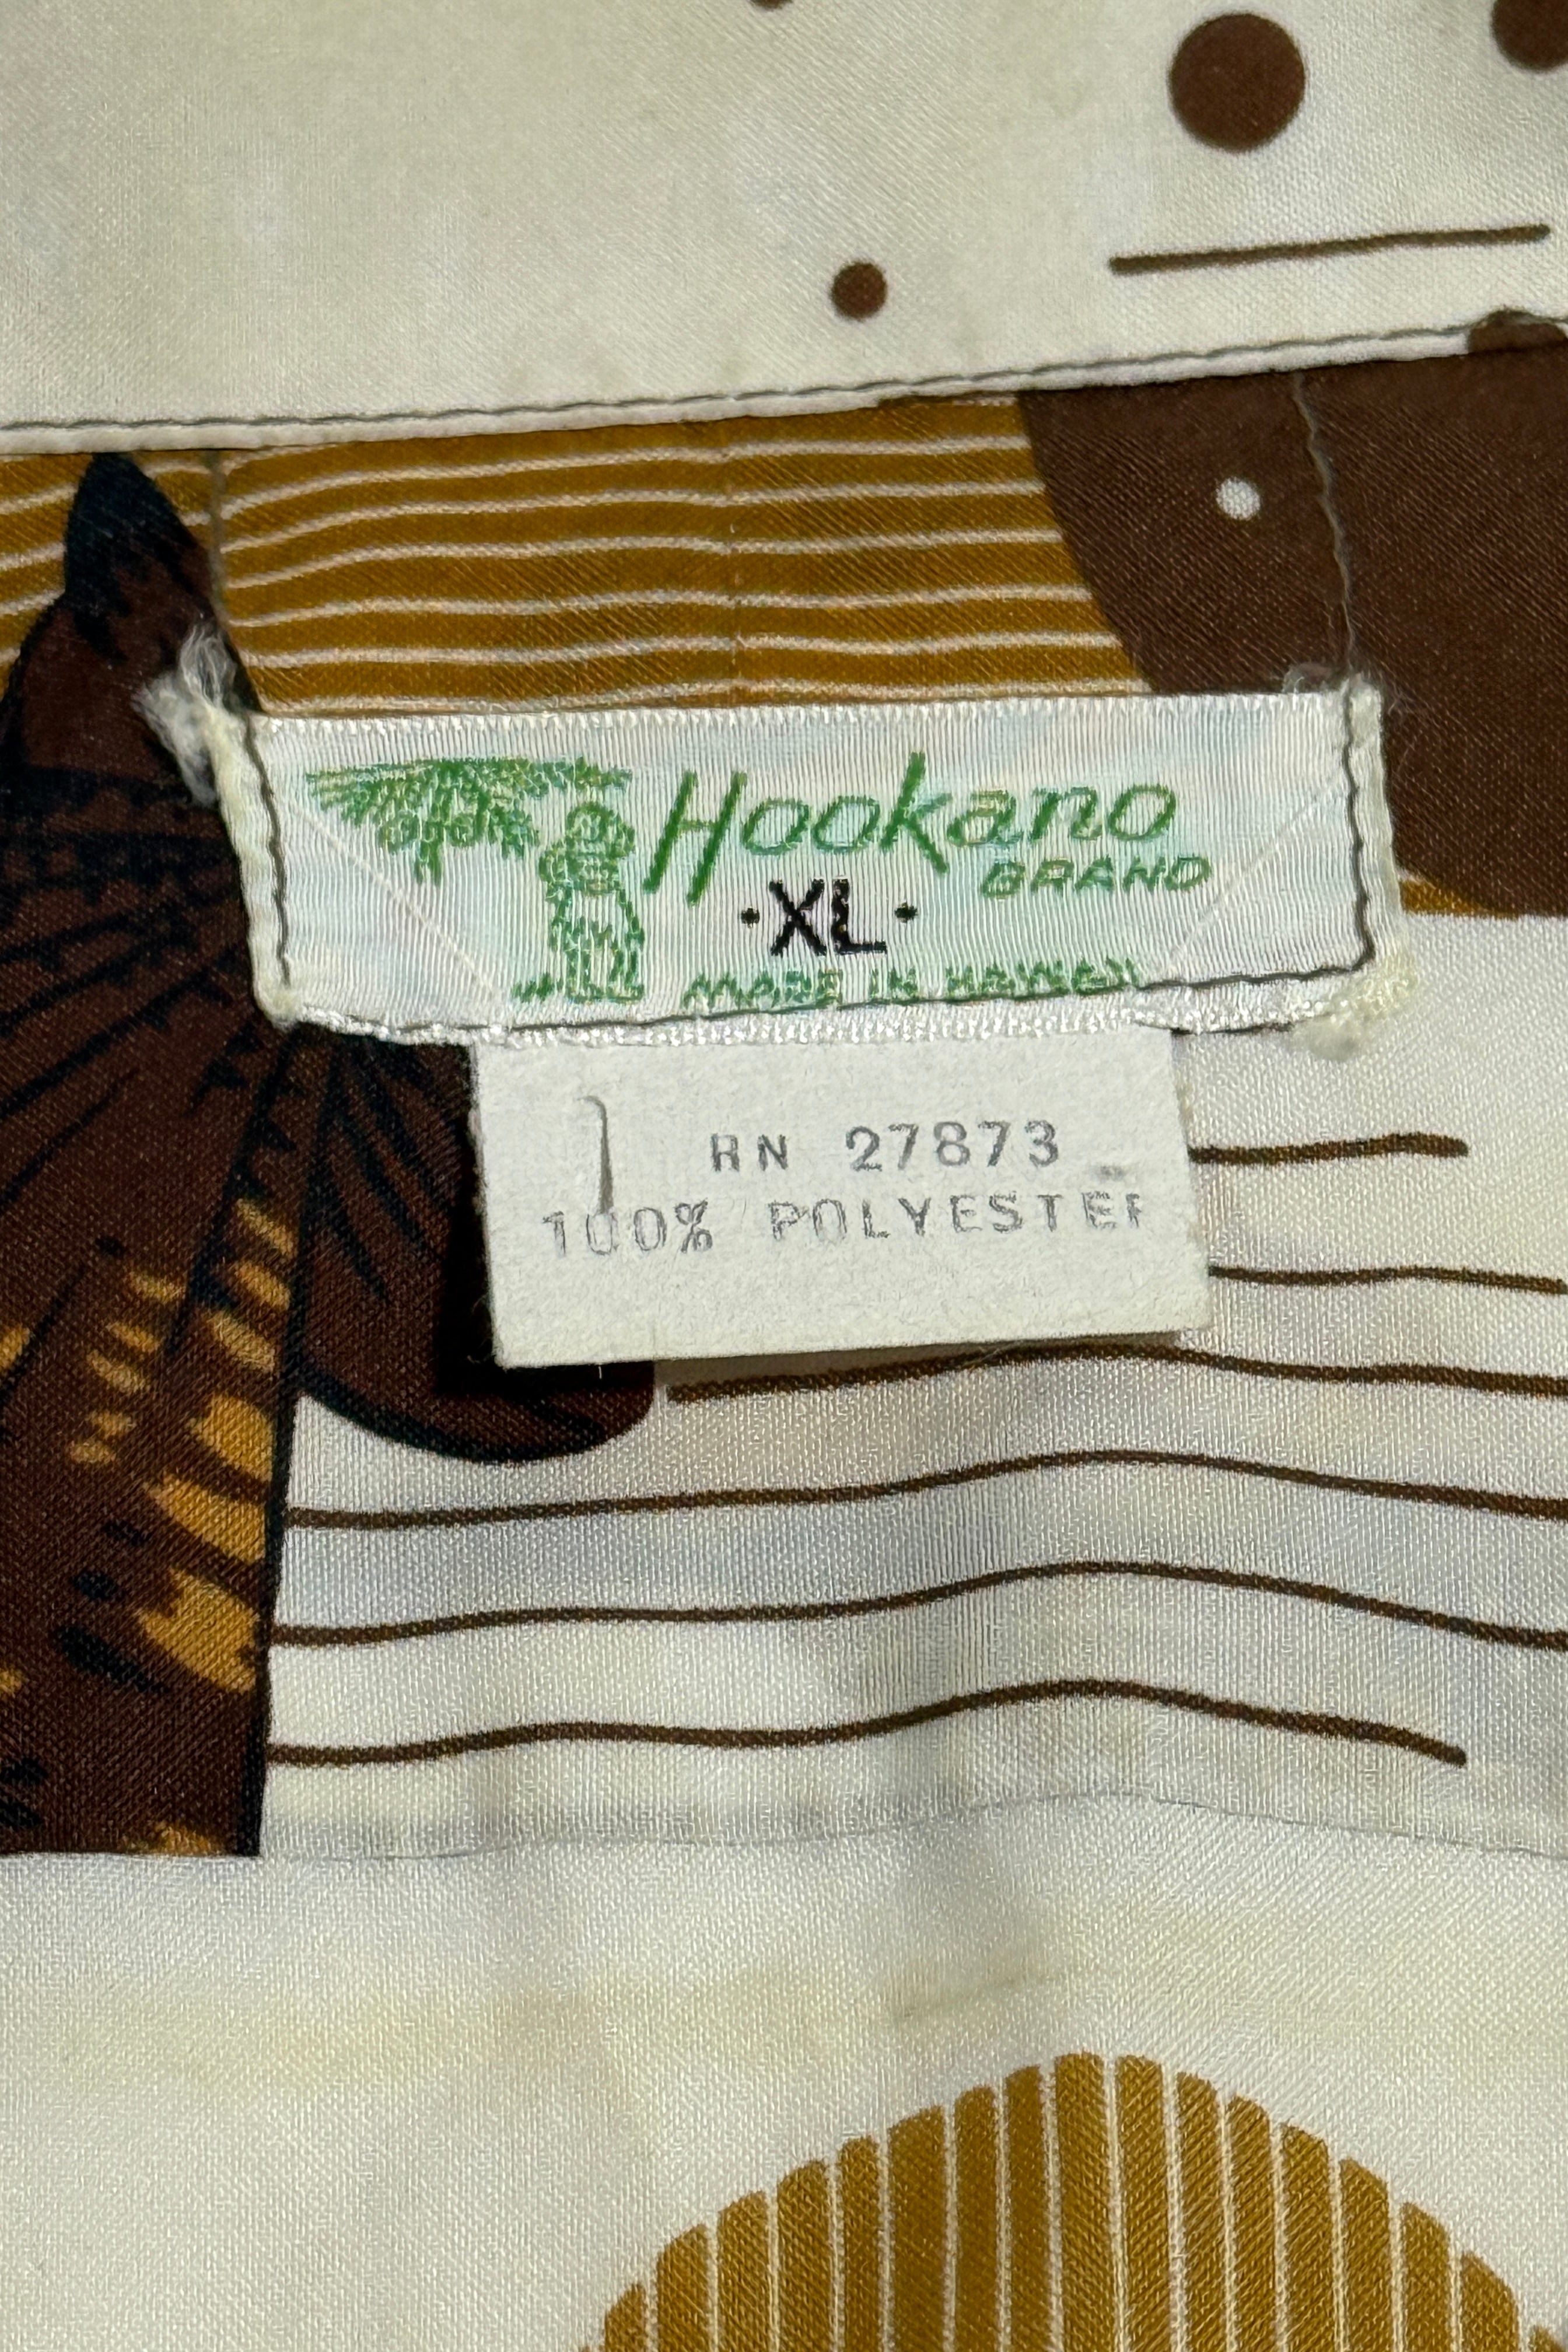 Hookano
BRAND
·XL·
MADE IN HAWAII
RN 27873
100% POLYESTER